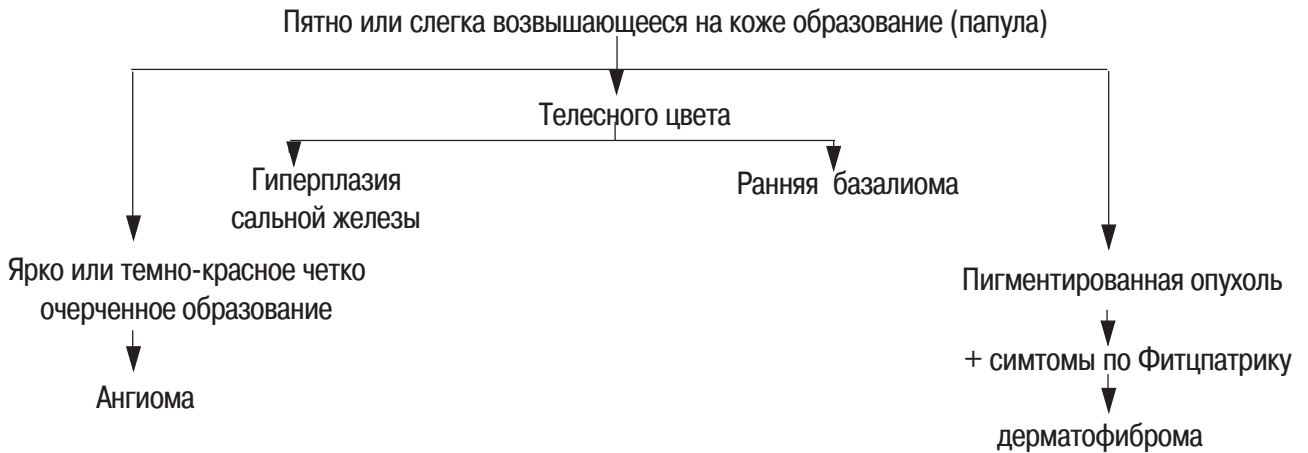 Пятно или слегка возвышающееся на коже образование (папула)
Телесного цвета
Гиперплазия
сальной железы
Ранняя базалиома
Ярко или темно-красное четко
очерченное образование
Ангиома
Пигментированная опухоль
+ симтомы по Фитцпатрику
дерматофиброма